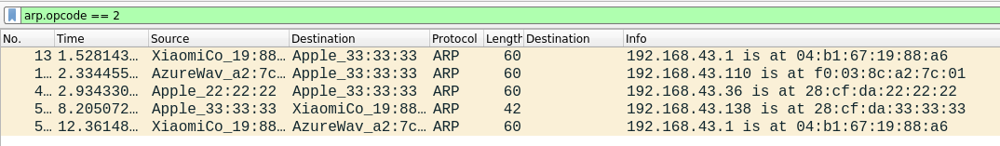 arp.opcode == 2
No. Time Source Destination Protocol Length Destination Info
13 1.528143… XiaomiCo_19:88… Apple_33:33:33 ARP 60 192.168.43.1 is at 04:b1:67:19:88:a6
1… 2.334455… AzureWav_a2:7c… Apple_33:33:33 ARP 60 192.168.43.110 is at f0:03:8c:a2:7c:01
4… 2.934330… Apple_22:22:22 Apple_33:33:33 ARP 60 192.168.43.36 is at 28:cf:da:22:22:22
5… 8.205072… Apple_33:33:33 XiaomiCo_19:88… ARP 42 192.168.43.138 is at 28:cf:da:33:33:33
5… 12.36148… XiaomiCo_19:88… AzureWav_a2:7c… ARP 60 192.168.43.1 is at 04:b1:67:19:88:a6